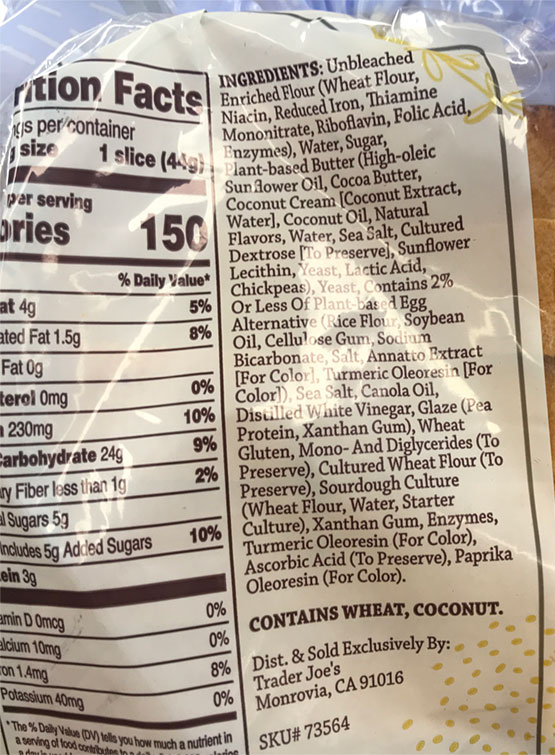 ition Facts
gs per container
size 1 slice (44g)
per serving
ories 150
% Daily Value*
at 4g 5%
ated Fat 1.5g 8%
Fat 0g
terol 0mg 0%
230mg 10%
arbohydrate 24g 9%
ry Fiber less than 1g 2%
l Sugars 5g
ncludes 5g Added Sugars 10%
ein 3g
amin D 0mcg 0%
alcium 10mg 0%
on 1.4mg 8%
Potassium 40mg 0%
*The % Daily Value (DV) tells you how much a nutrient in
a serving of food contributes to a
INGREDIENTS: Unbleached
Enriched Flour (Wheat Flour,
Niacin, Reduced Iron, Thiamine
Mononitrate, Riboflavin, Folic Acid,
Enzymes), Water, Sugar,
Plant-based Butter (High-oleic
Sunflower Oil, Cocoa Butter,
Coconut Cream [Coconut Extract,
Water], Coconut Oil, Natural
Flavors, Water, Sea Salt, Cultured
Dextrose [To Preserve], Sunflower
Lecithin, Yeast, Lactic Acid,
Chickpeas), Yeast, Contains 2%
Or Less Of Plant-based Egg
Alternative (Rice Flour, Soybean
Oil, Cellulose Gum, Sodium
Bicarbonate, Salt, Annatto Extract
[For Color], Turmeric Oleoresin [For
Color]), Sea Salt, Canola Oil,
Distilled White Vinegar, Glaze (Pea
Protein, Xanthan Gum), Wheat
Gluten, Mono- And Diglycerides (To
Preserve), Cultured Wheat Flour (To
Preserve), Sourdough Culture
(Wheat Flour, Water, Starter
Culture), Xanthan Gum, Enzymes,
Turmeric Oleoresin (For Color),
Ascorbic Acid (To Preserve), Paprika
Oleoresin (For Color).
CONTAINS WHEAT, COCONUT.
Dist. & Sold Exclusively By:
Trader Joe's
Monrovia, CA 91016
SKU# 73564